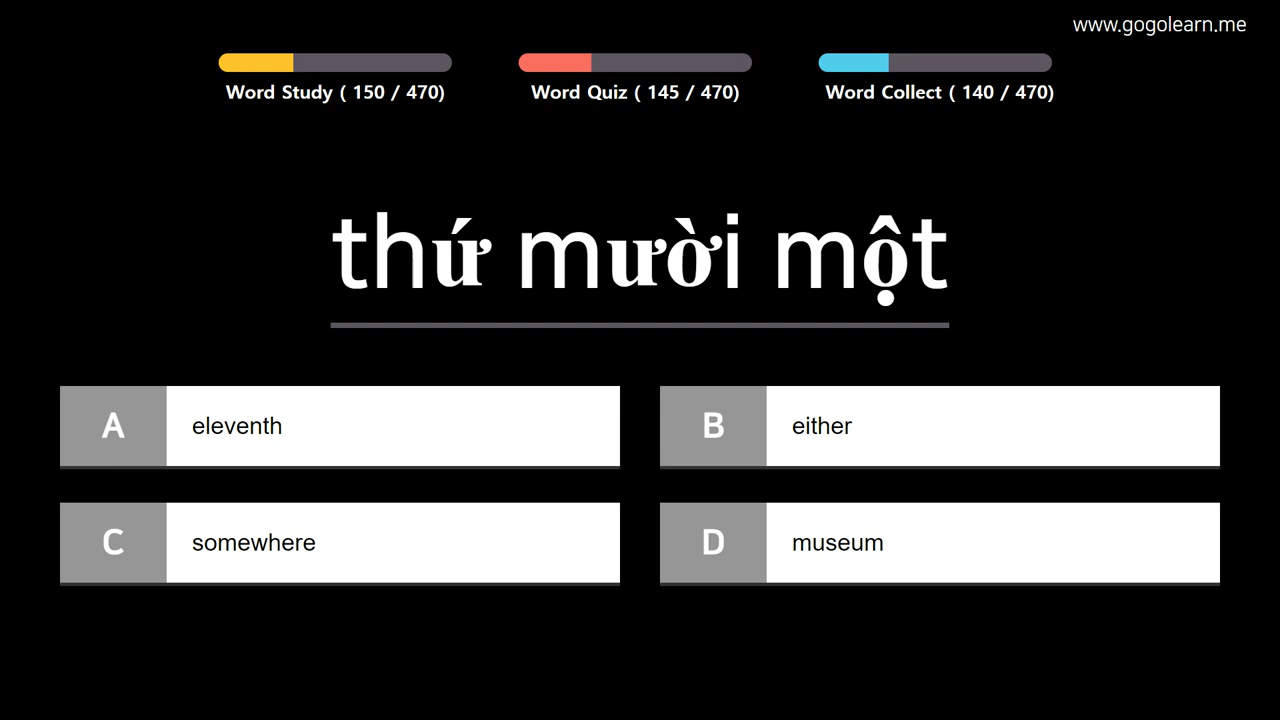 www.gogolearn.me
Word Study ( 150 / 470)
Word Quiz ( 145 / 470)
Word Collect ( 140 / 470)
thứ mười một
A eleventh
B either
C somewhere
D museum